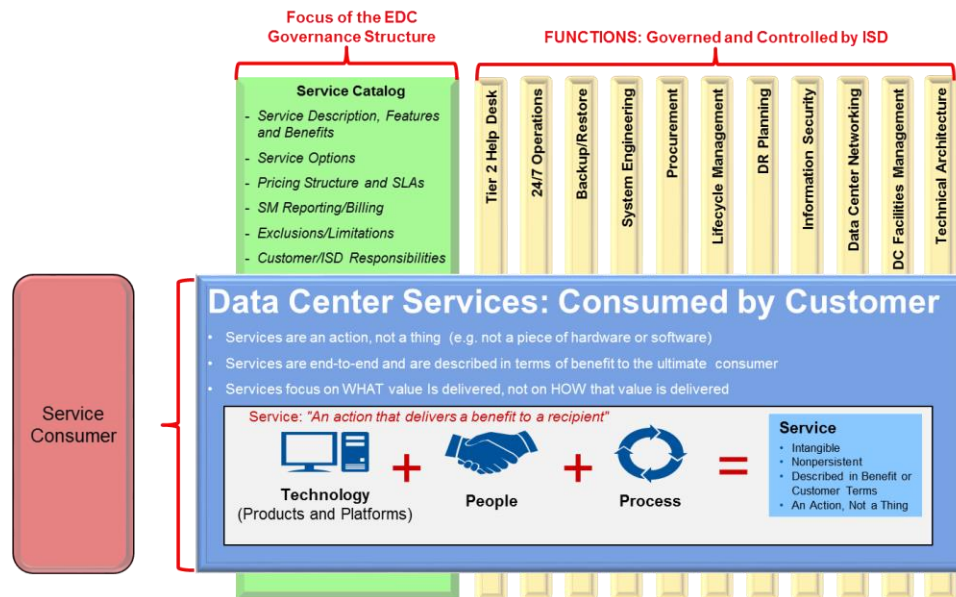 Focus of the EDC
Governance Structure
FUNCTIONS: Governed and Controlled by ISD
Service Catalog
- Service Description, Features
and Benefits
- Service Options
- Pricing Structure and SLAs
- SM Reporting/Billing
- Exclusions/Limitations
- Customer/ISD Responsibilities
Tier 2 Help Desk
24/7 Operations
Backup/Restore
System Engineering
Procurement
Lifecycle Management
DR Planning
Information Security
Data Center Networking
DC Facilities Management
Technical Architecture
Service
Consumer
Data Center Services: Consumed by Customer
• Services are an action, not a thing (e.g. not a piece of hardware or software)
• Services are end-to-end and are described in terms of benefit to the ultimate consumer
• Services focus on WHAT value Is delivered, not on HOW that value is delivered
Service: "An action that delivers a benefit to a recipient"
Technology
(Products and Platforms)
+
People
+
Process
=
Service
• Intangible
• Nonpersistent
• Described in Benefit or
Customer Terms
• An Action, Not a Thing